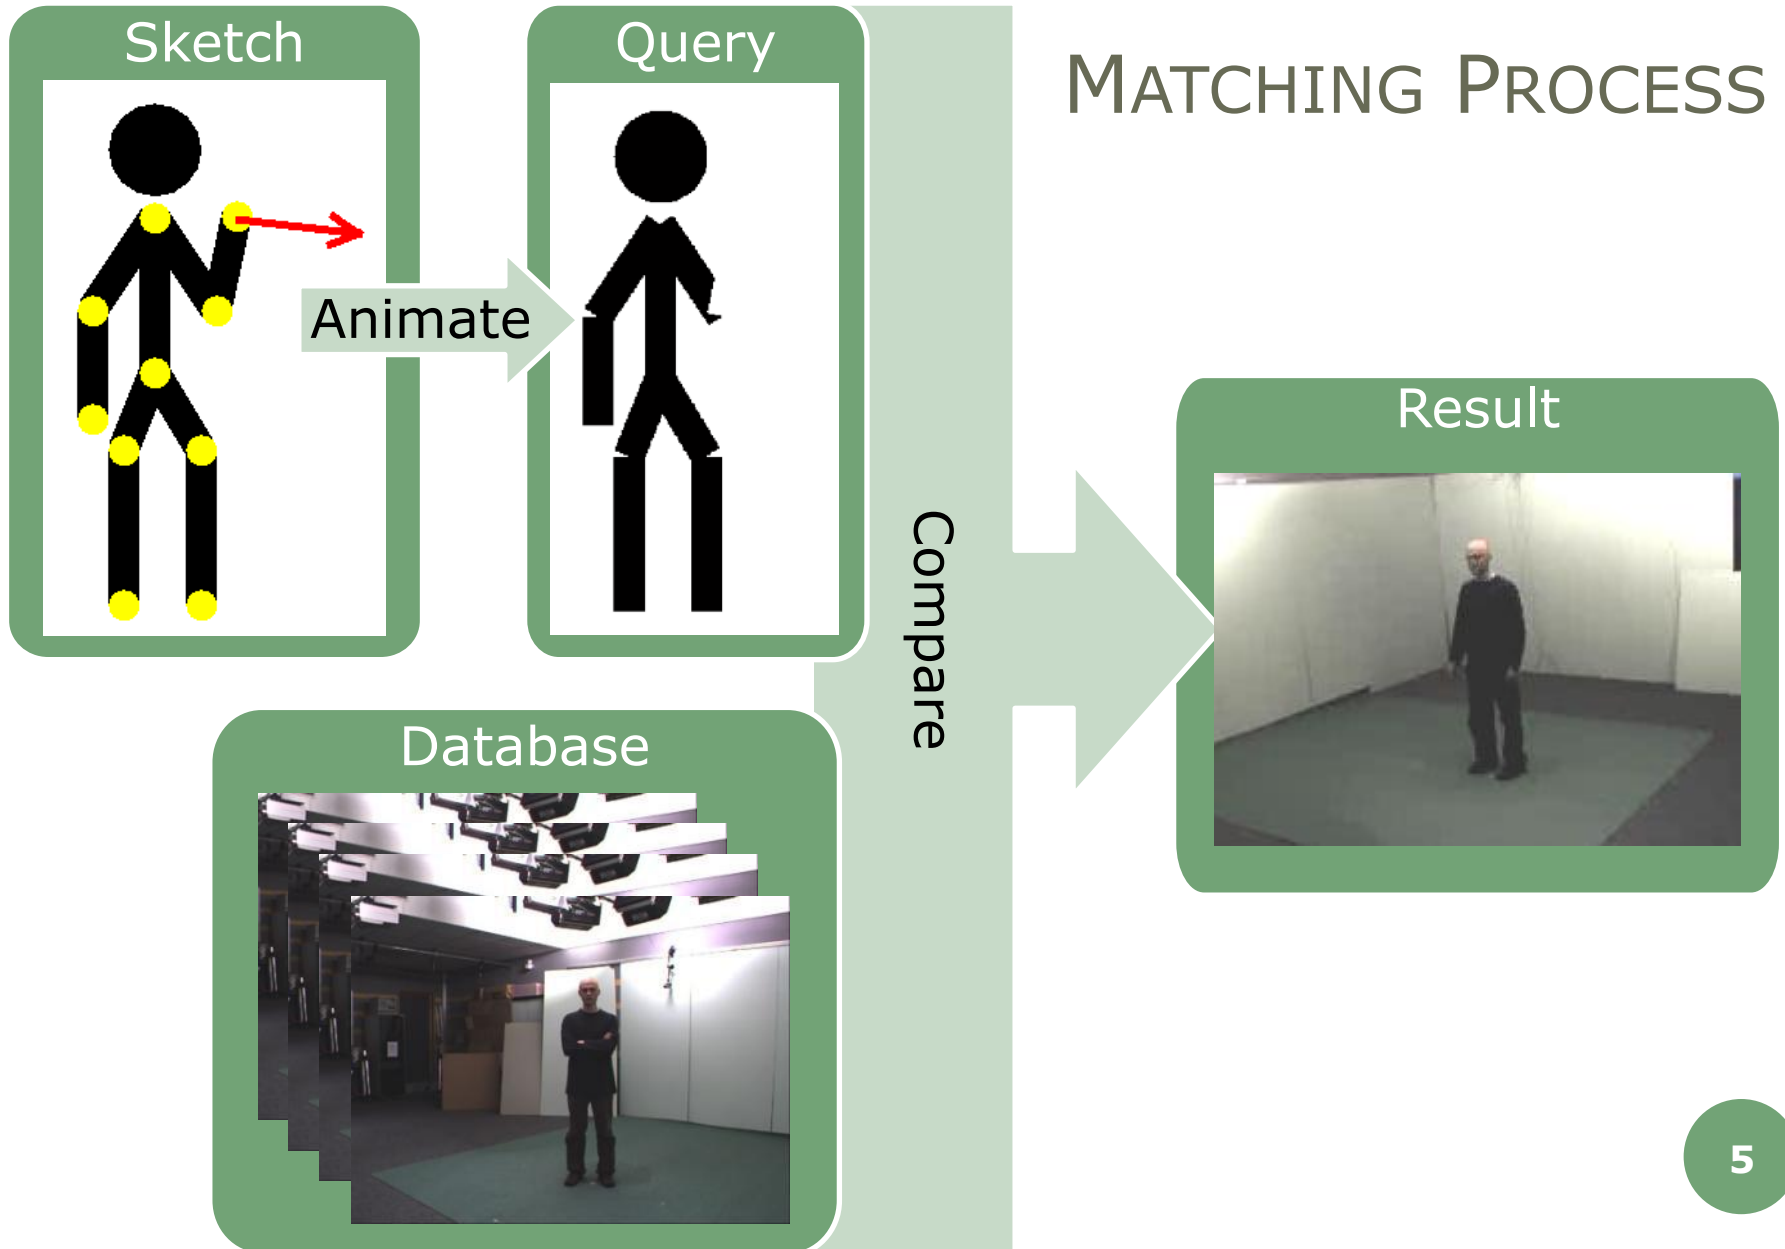 Sketch
Query
MATCHING PROCESS
Animate
Result
Compare
Database
5